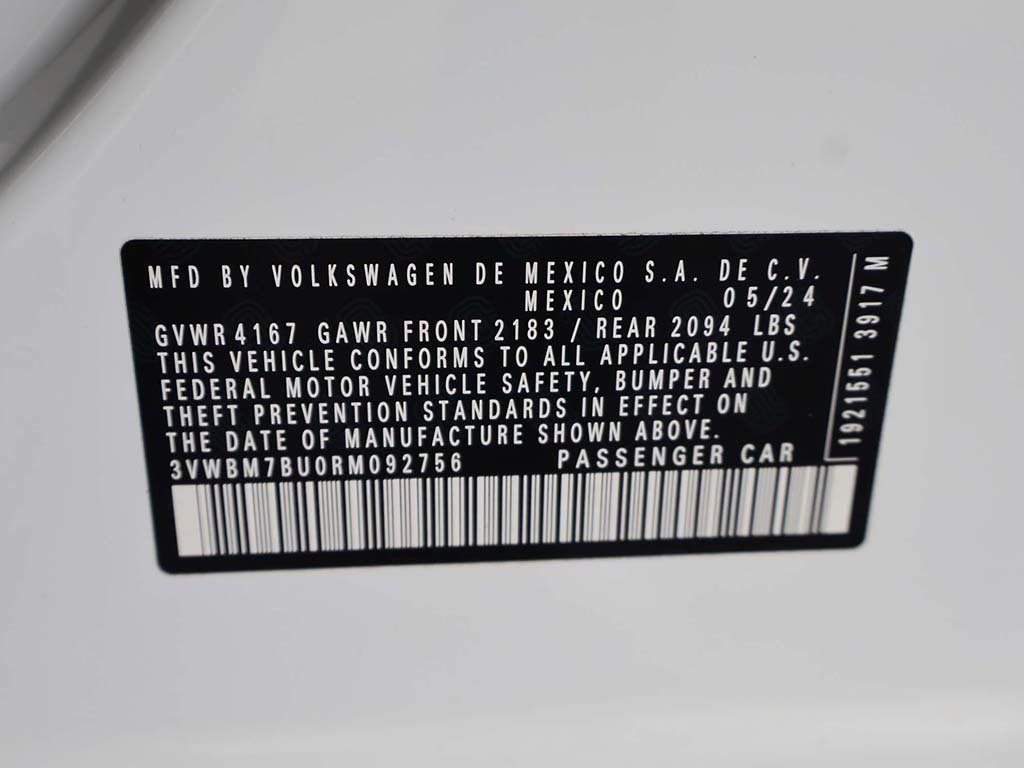 MFD BY VOLKSWAGEN DE MEXICO S.A. DE C.V.
MEXICO 05/24
GVWR 4167 GAWR FRONT 2183 / REAR 2094 LBS
THIS VEHICLE CONFORMS TO ALL APPLICABLE U.S.
FEDERAL MOTOR VEHICLE SAFETY, BUMPER AND
THEFT PREVENTION STANDARDS IN EFFECT ON
THE DATE OF MANUFACTURE SHOWN ABOVE.
3VWBM7BU0RM092756 PASSENGER CAR
1921551 3917 M